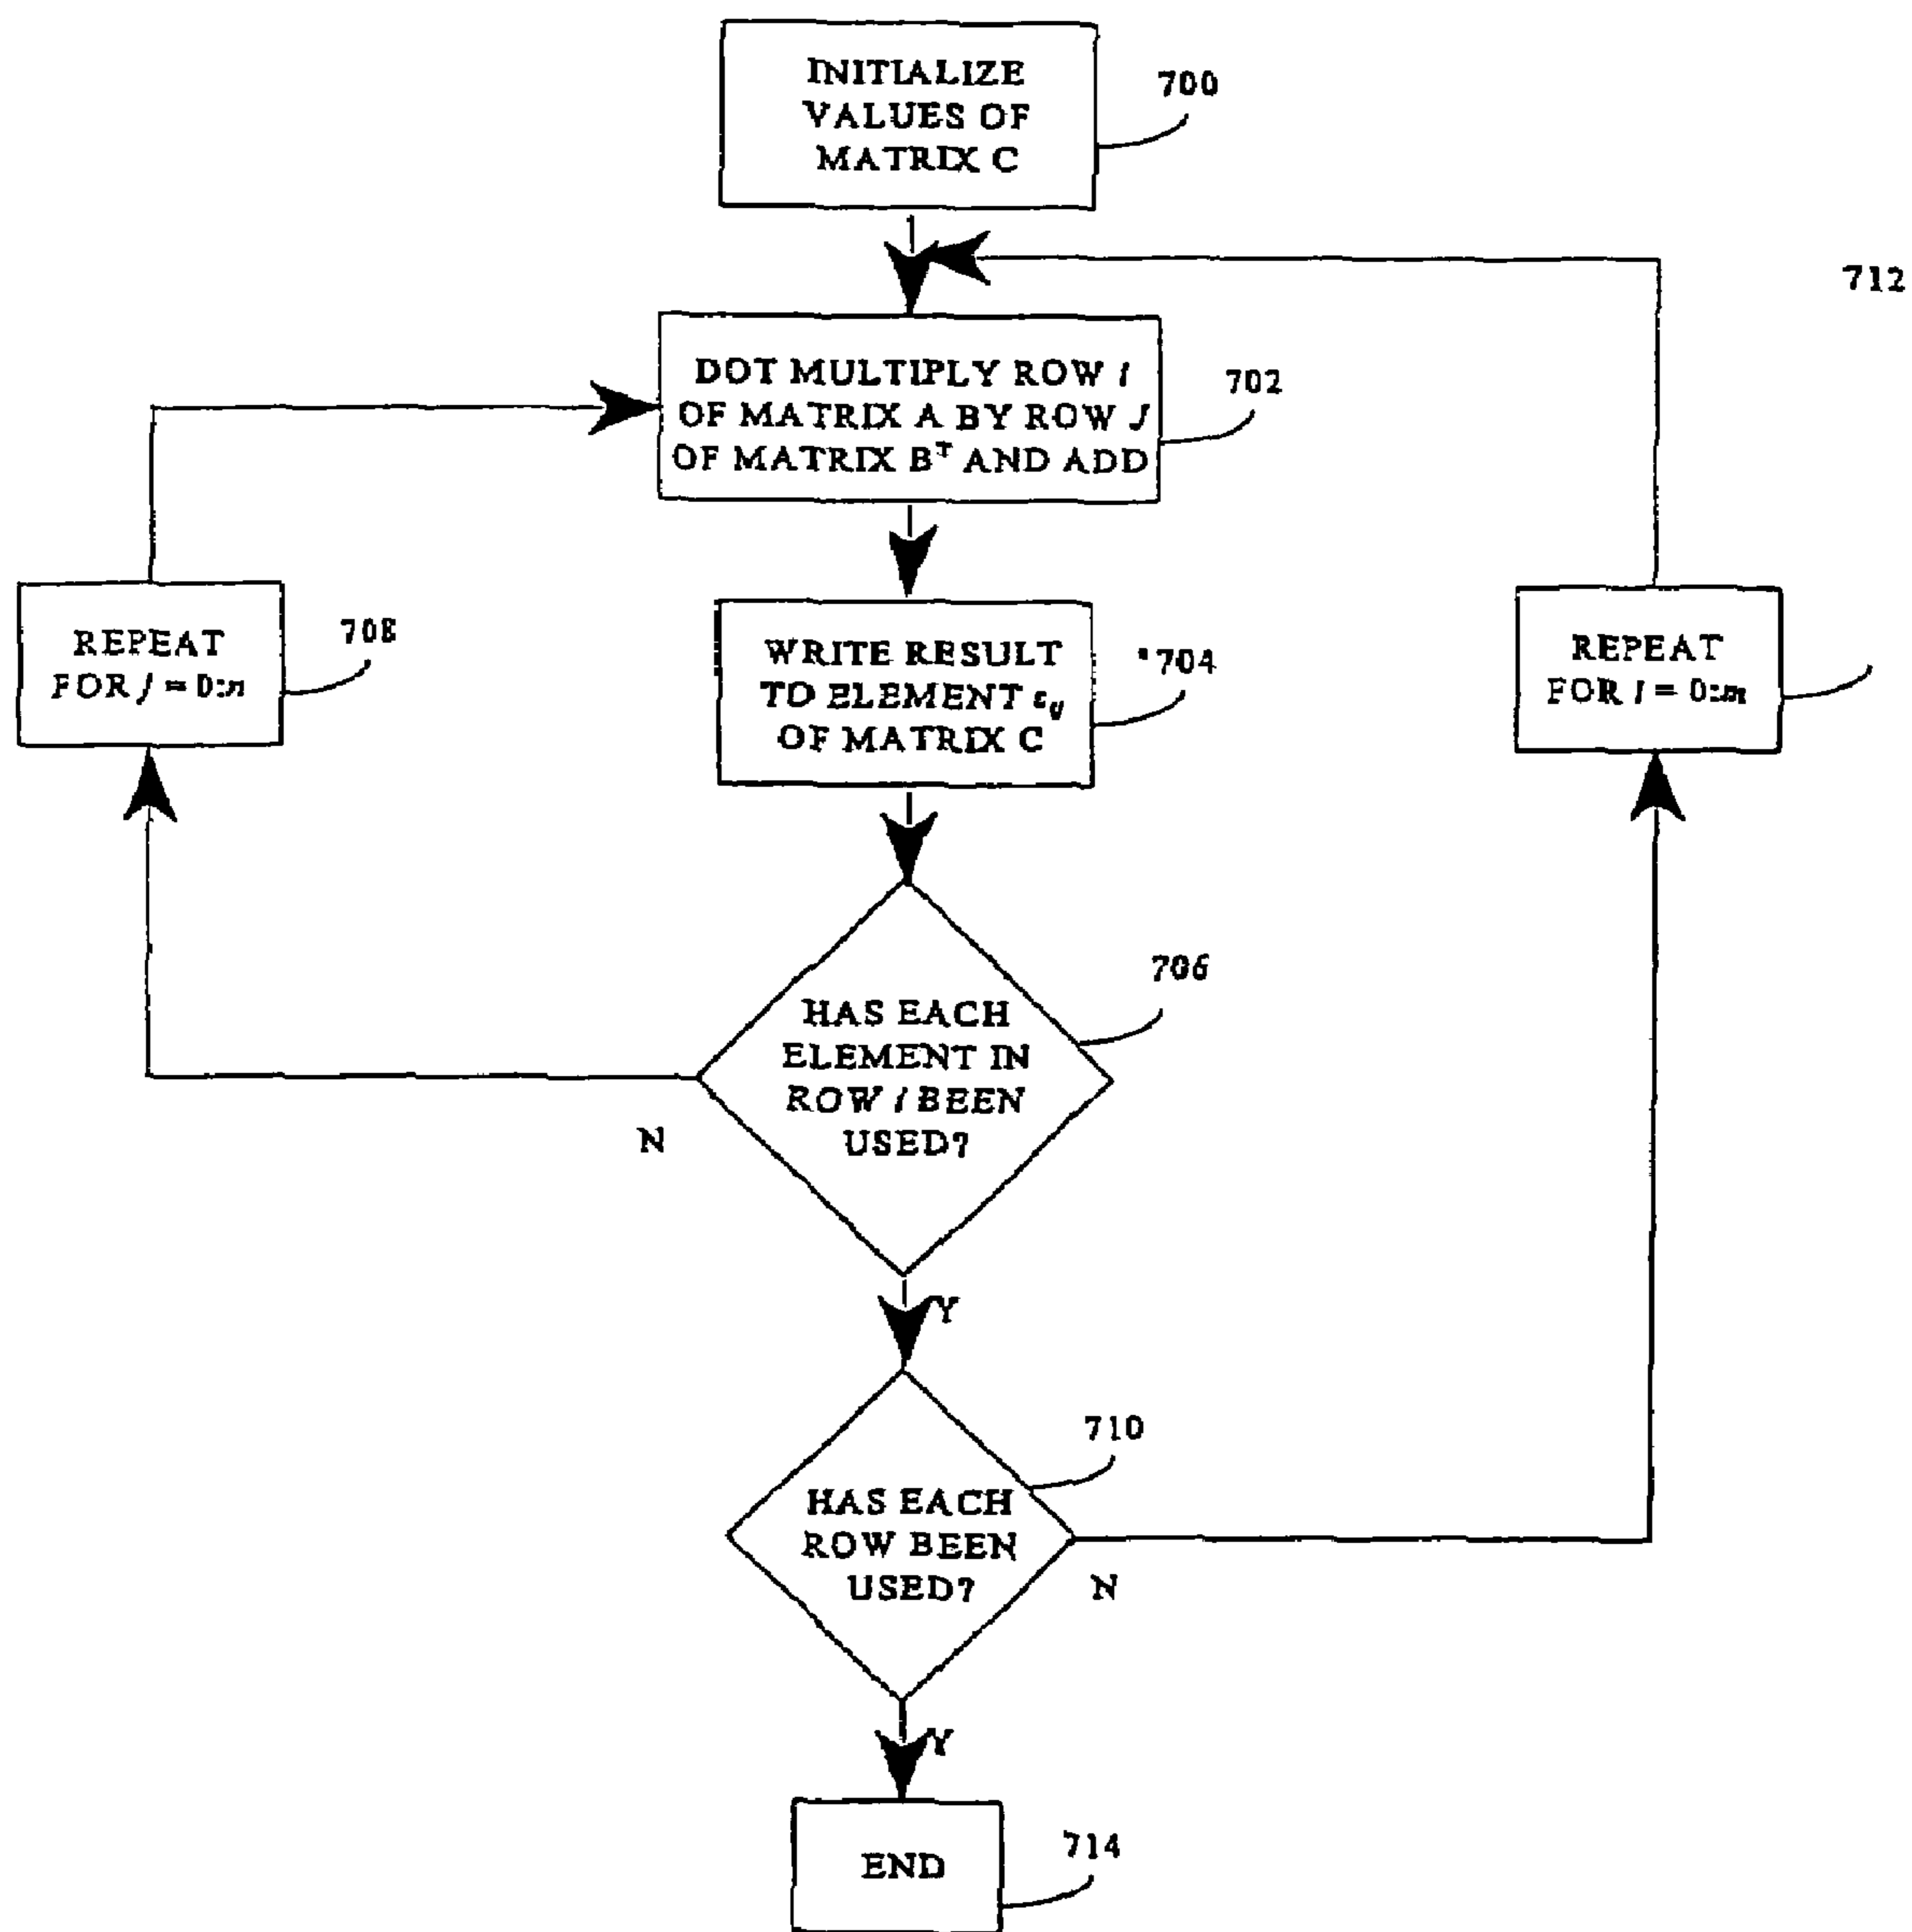 INITIALIZE
VALUES OF
MATRIX C
700
712
DOT MULTIPLY ROW i
OF MATRIX A BY ROW J
OF MATRIX Bᵀ AND ADD
702
REPEAT
FOR j = 0:n
708
WRITE RESULT
TO ELEMENT cᵢⱼ
OF MATRIX C
704
REPEAT
FOR i = 0:m
HAS EACH
ELEMENT IN
ROW i BEEN
USED?
706
N
Y
HAS EACH
ROW BEEN
USED?
710
N
Y
END
714